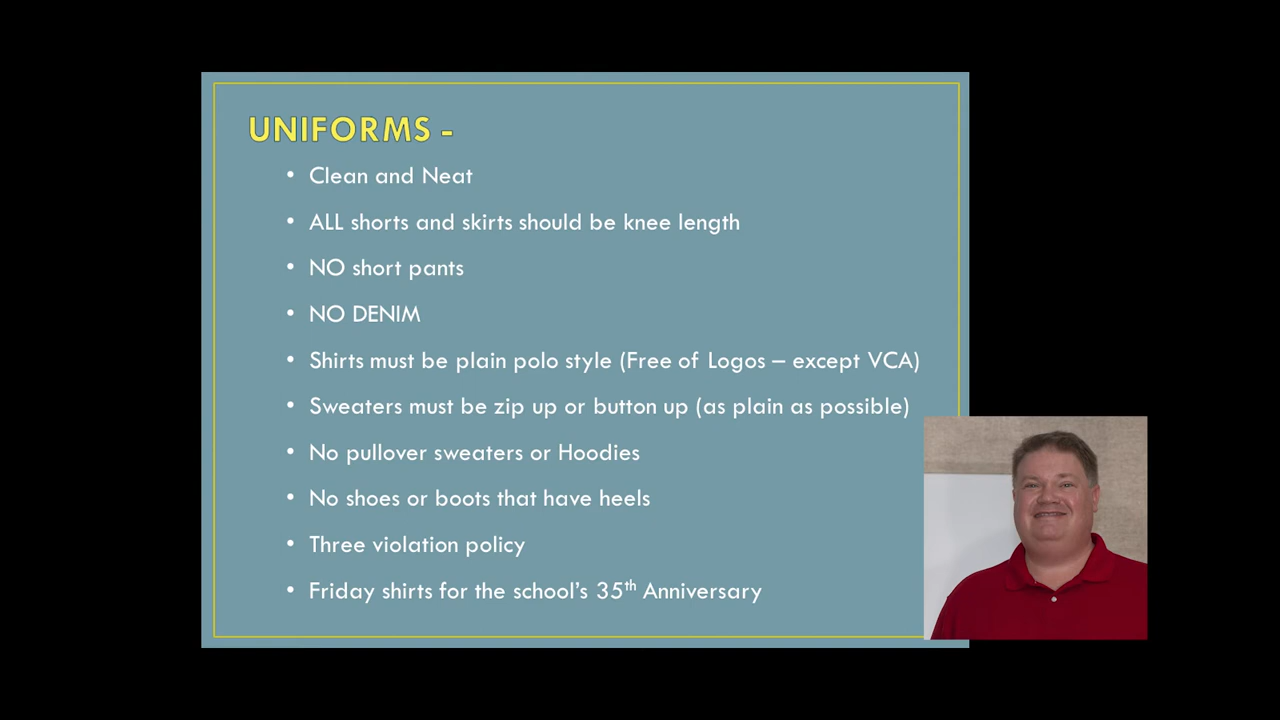 UNIFORMS -
• Clean and Neat
• ALL shorts and skirts should be knee length
• NO short pants
• NO DENIM
• Shirts must be plain polo style (Free of Logos – except VCA)
• Sweaters must be zip up or button up (as plain as possible)
• No pullover sweaters or Hoodies
• No shoes or boots that have heels
• Three violation policy
• Friday shirts for the school’s 35th Anniversary